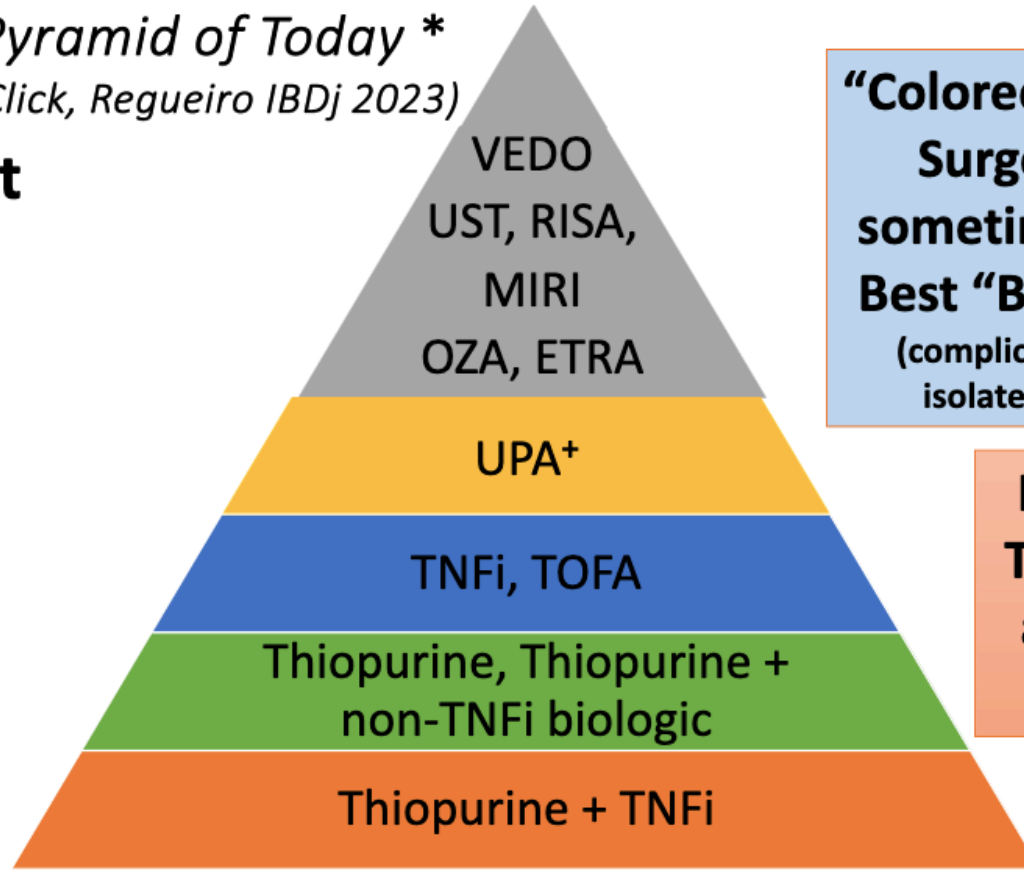 Pyramid of Today *
Click, Regueiro IBDj 2023)
t
VEDO
UST, RISA,
MIRI
OZA, ETRA
UPA⁺
TNFi, TOFA
Thiopurine, Thiopurine +
non-TNFi biologic
Thiopurine + TNFi
“Colored
Surge
sometim
Best “B
(complic
isolate
T